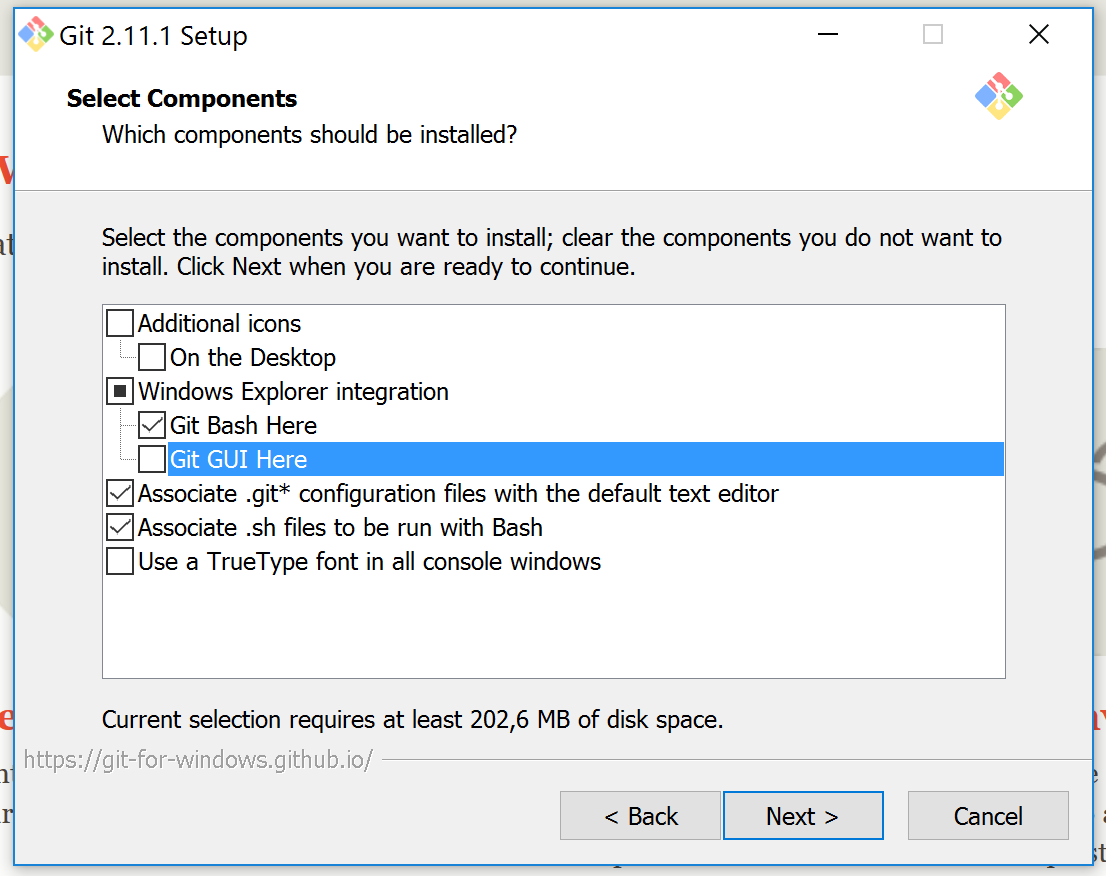 Git 2.11.1 Setup
Select Components
Which components should be installed?
Select the components you want to install; clear the components you do not want to
install. Click Next when you are ready to continue.
Additional icons
On the Desktop
Windows Explorer integration
Git Bash Here
Git GUI Here
Associate .git* configuration files with the default text editor
Associate .sh files to be run with Bash
Use a TrueType font in all console windows
Current selection requires at least 202,6 MB of disk space.
https://git-for-windows.github.io/
< Back
Next >
Cancel